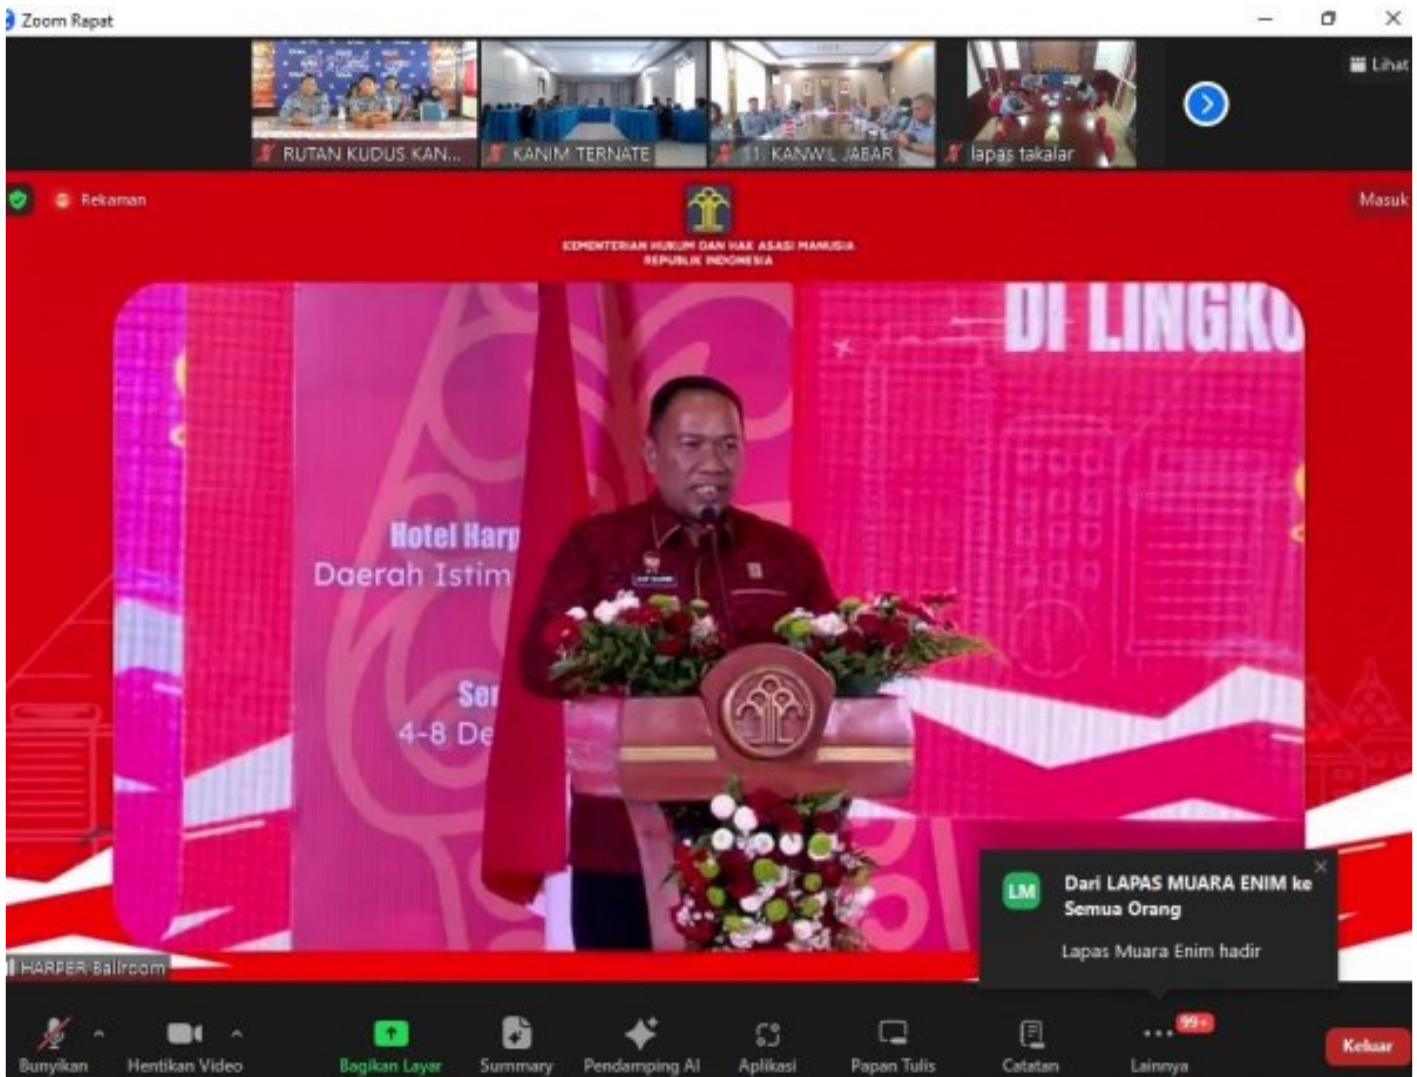 Zoom Rapat
Lihat
RUTAN KUDUS KAN...
KANIM TERNATE
11. KANWIL JABAR
lapas takalar
Rekaman
Masuk
KEMENTERIAN HUKUM DAN HAK ASASI MANUSIA
REPUBLIK INDONESIA
DI LINGKU
Hotel Harp
Daerah Istim
Sen
4-8 De
Dari LAPAS MUARA ENIM ke
Semua Orang
LM
Lapas Muara Enim hadir
HARPER Ballroom
99+
Bunyikan
Hentikan Video
Bagikan Layar
Summary
Pendamping AI
Aplikasi
Papan Tulis
Catatan
Lainnya
Keluar